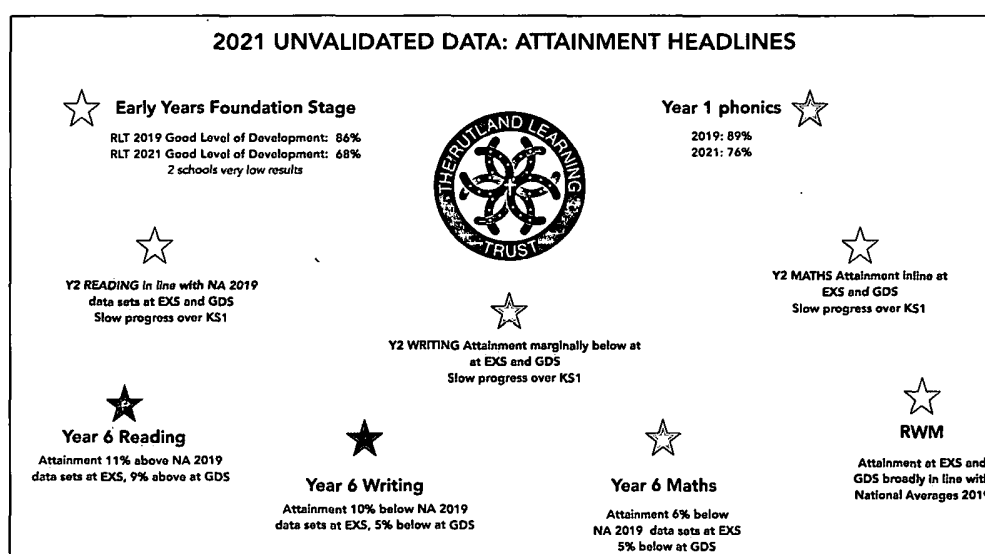 2021 UNVALIDATED DATA: ATTAINMENT HEADLINES
Early Years Foundation Stage
RLT 2019 Good Level of Development: 86%
RLT 2021 Good Level of Development: 68%
2 schools very low results
THE RUTLAND LEARNING
TRUST
Year 1 phonics
2019: 89%
2021: 76%
Y2 READING in line with NA 2019
data sets at EXS and GDS
Slow progress over KS1
Y2 WRITING Attainment marginally below at
at EXS and GDS
Slow progress over KS1
Y2 MATHS Attainment inline at
EXS and GDS
Slow progress over KS1
Year 6 Reading
Attainment 11% above NA 2019
data sets at EXS, 9% above at GDS
Year 6 Writing
Attainment 10% below NA 2019
data sets at EXS, 5% below at GDS
Year 6 Maths
Attainment 6% below
NA 2019 data sets at EXS
5% below at GDS
RWM
Attainment at EXS and
GDS broadly in line with
National Averages 2019